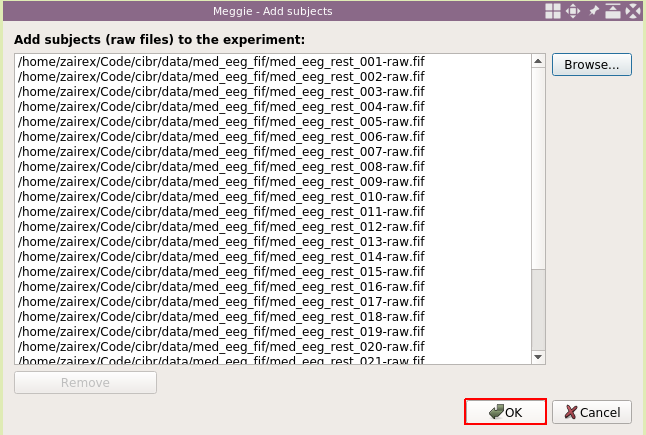 Meggie - Add subjects
Add subjects (raw files) to the experiment:
/home/zairex/Code/cibr/data/med_eeg_fif/med_eeg_rest_001-raw.fif
/home/zairex/Code/cibr/data/med_eeg_fif/med_eeg_rest_002-raw.fif
/home/zairex/Code/cibr/data/med_eeg_fif/med_eeg_rest_003-raw.fif
/home/zairex/Code/cibr/data/med_eeg_fif/med_eeg_rest_004-raw.fif
/home/zairex/Code/cibr/data/med_eeg_fif/med_eeg_rest_005-raw.fif
/home/zairex/Code/cibr/data/med_eeg_fif/med_eeg_rest_006-raw.fif
/home/zairex/Code/cibr/data/med_eeg_fif/med_eeg_rest_007-raw.fif
/home/zairex/Code/cibr/data/med_eeg_fif/med_eeg_rest_008-raw.fif
/home/zairex/Code/cibr/data/med_eeg_fif/med_eeg_rest_009-raw.fif
/home/zairex/Code/cibr/data/med_eeg_fif/med_eeg_rest_010-raw.fif
/home/zairex/Code/cibr/data/med_eeg_fif/med_eeg_rest_011-raw.fif
/home/zairex/Code/cibr/data/med_eeg_fif/med_eeg_rest_012-raw.fif
/home/zairex/Code/cibr/data/med_eeg_fif/med_eeg_rest_013-raw.fif
/home/zairex/Code/cibr/data/med_eeg_fif/med_eeg_rest_014-raw.fif
/home/zairex/Code/cibr/data/med_eeg_fif/med_eeg_rest_015-raw.fif
/home/zairex/Code/cibr/data/med_eeg_fif/med_eeg_rest_016-raw.fif
/home/zairex/Code/cibr/data/med_eeg_fif/med_eeg_rest_017-raw.fif
/home/zairex/Code/cibr/data/med_eeg_fif/med_eeg_rest_018-raw.fif
/home/zairex/Code/cibr/data/med_eeg_fif/med_eeg_rest_019-raw.fif
/home/zairex/Code/cibr/data/med_eeg_fif/med_eeg_rest_020-raw.fif
/home/zairex/Code/cibr/data/med_eeg_fif/med_eeg_rest_021-raw.fif
Browse...
Remove
OK
Cancel